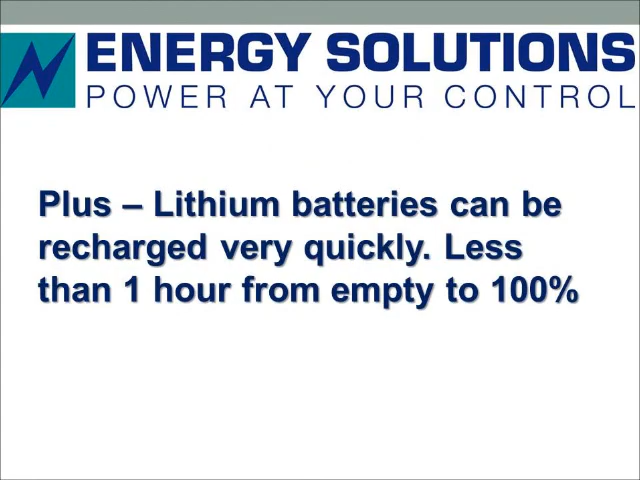 ENERGY SOLUTIONS
POWER AT YOUR CONTROL
Plus – Lithium batteries can be
recharged very quickly. Less
than 1 hour from empty to 100%